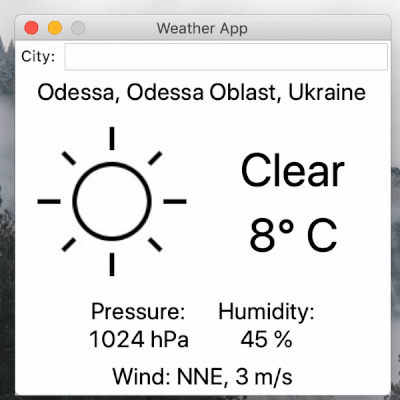 Weather App
City:
Odessa, Odessa Oblast, Ukraine
Clear
8° C
Pressure: Humidity:
1024 hPa 45 %
Wind: NNE, 3 m/s